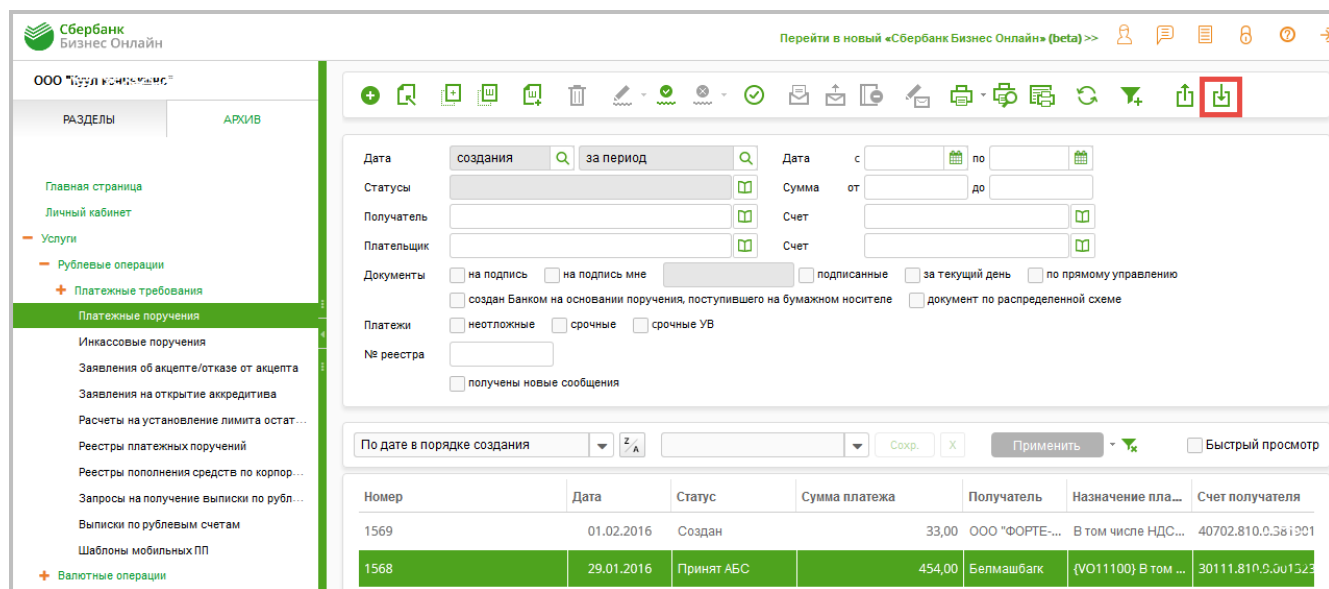 Сбербанк
Бизнес Онлайн
Перейти в новый «Сбербанк Бизнес Онлайн» (beta) >>
ООО
РАЗДЕЛЫ АРХИВ
Главная страница
Личный кабинет
Услуги
Рублевые операции
Платежные требования
Платежные поручения
Инкассовые поручения
Заявления об акцепте/отказе от акцепта
Заявления на открытие аккредитива
Расчеты на установление лимита остат...
Реестры платежных поручений
Реестры пополнения средств по корпор...
Запросы на получение выписки по рубл...
Выписки по рублевым счетам
Шаблоны мобильных ПП
Валютные операции
Дата создания за период Дата с по
Статусы Сумма от до
Получатель Счет
Плательщик Счет
Документы на подпись на подпись мне подписанные за текущий день по прямому управлению
создан Банком на основании поручения, поступившего на бумажном носителе документ по распределенной схеме
Платежи неотложные срочные срочные УВ
№ реестра
получены новые сообщения
По дате в порядке создания Z/A Сохр. X Применить Быстрый просмотр
Номер Дата Статус Сумма платежа Получатель Назначение пла... Счет получателя
1569 01.02.2016 Создан 33,00 ООО "ФОРТЕ-... В том числе НДС... 40702.810.
1568 29.01.2016 Принят АБС 454,00 Белмашбагк {VO11100} В том ... 30111.810.